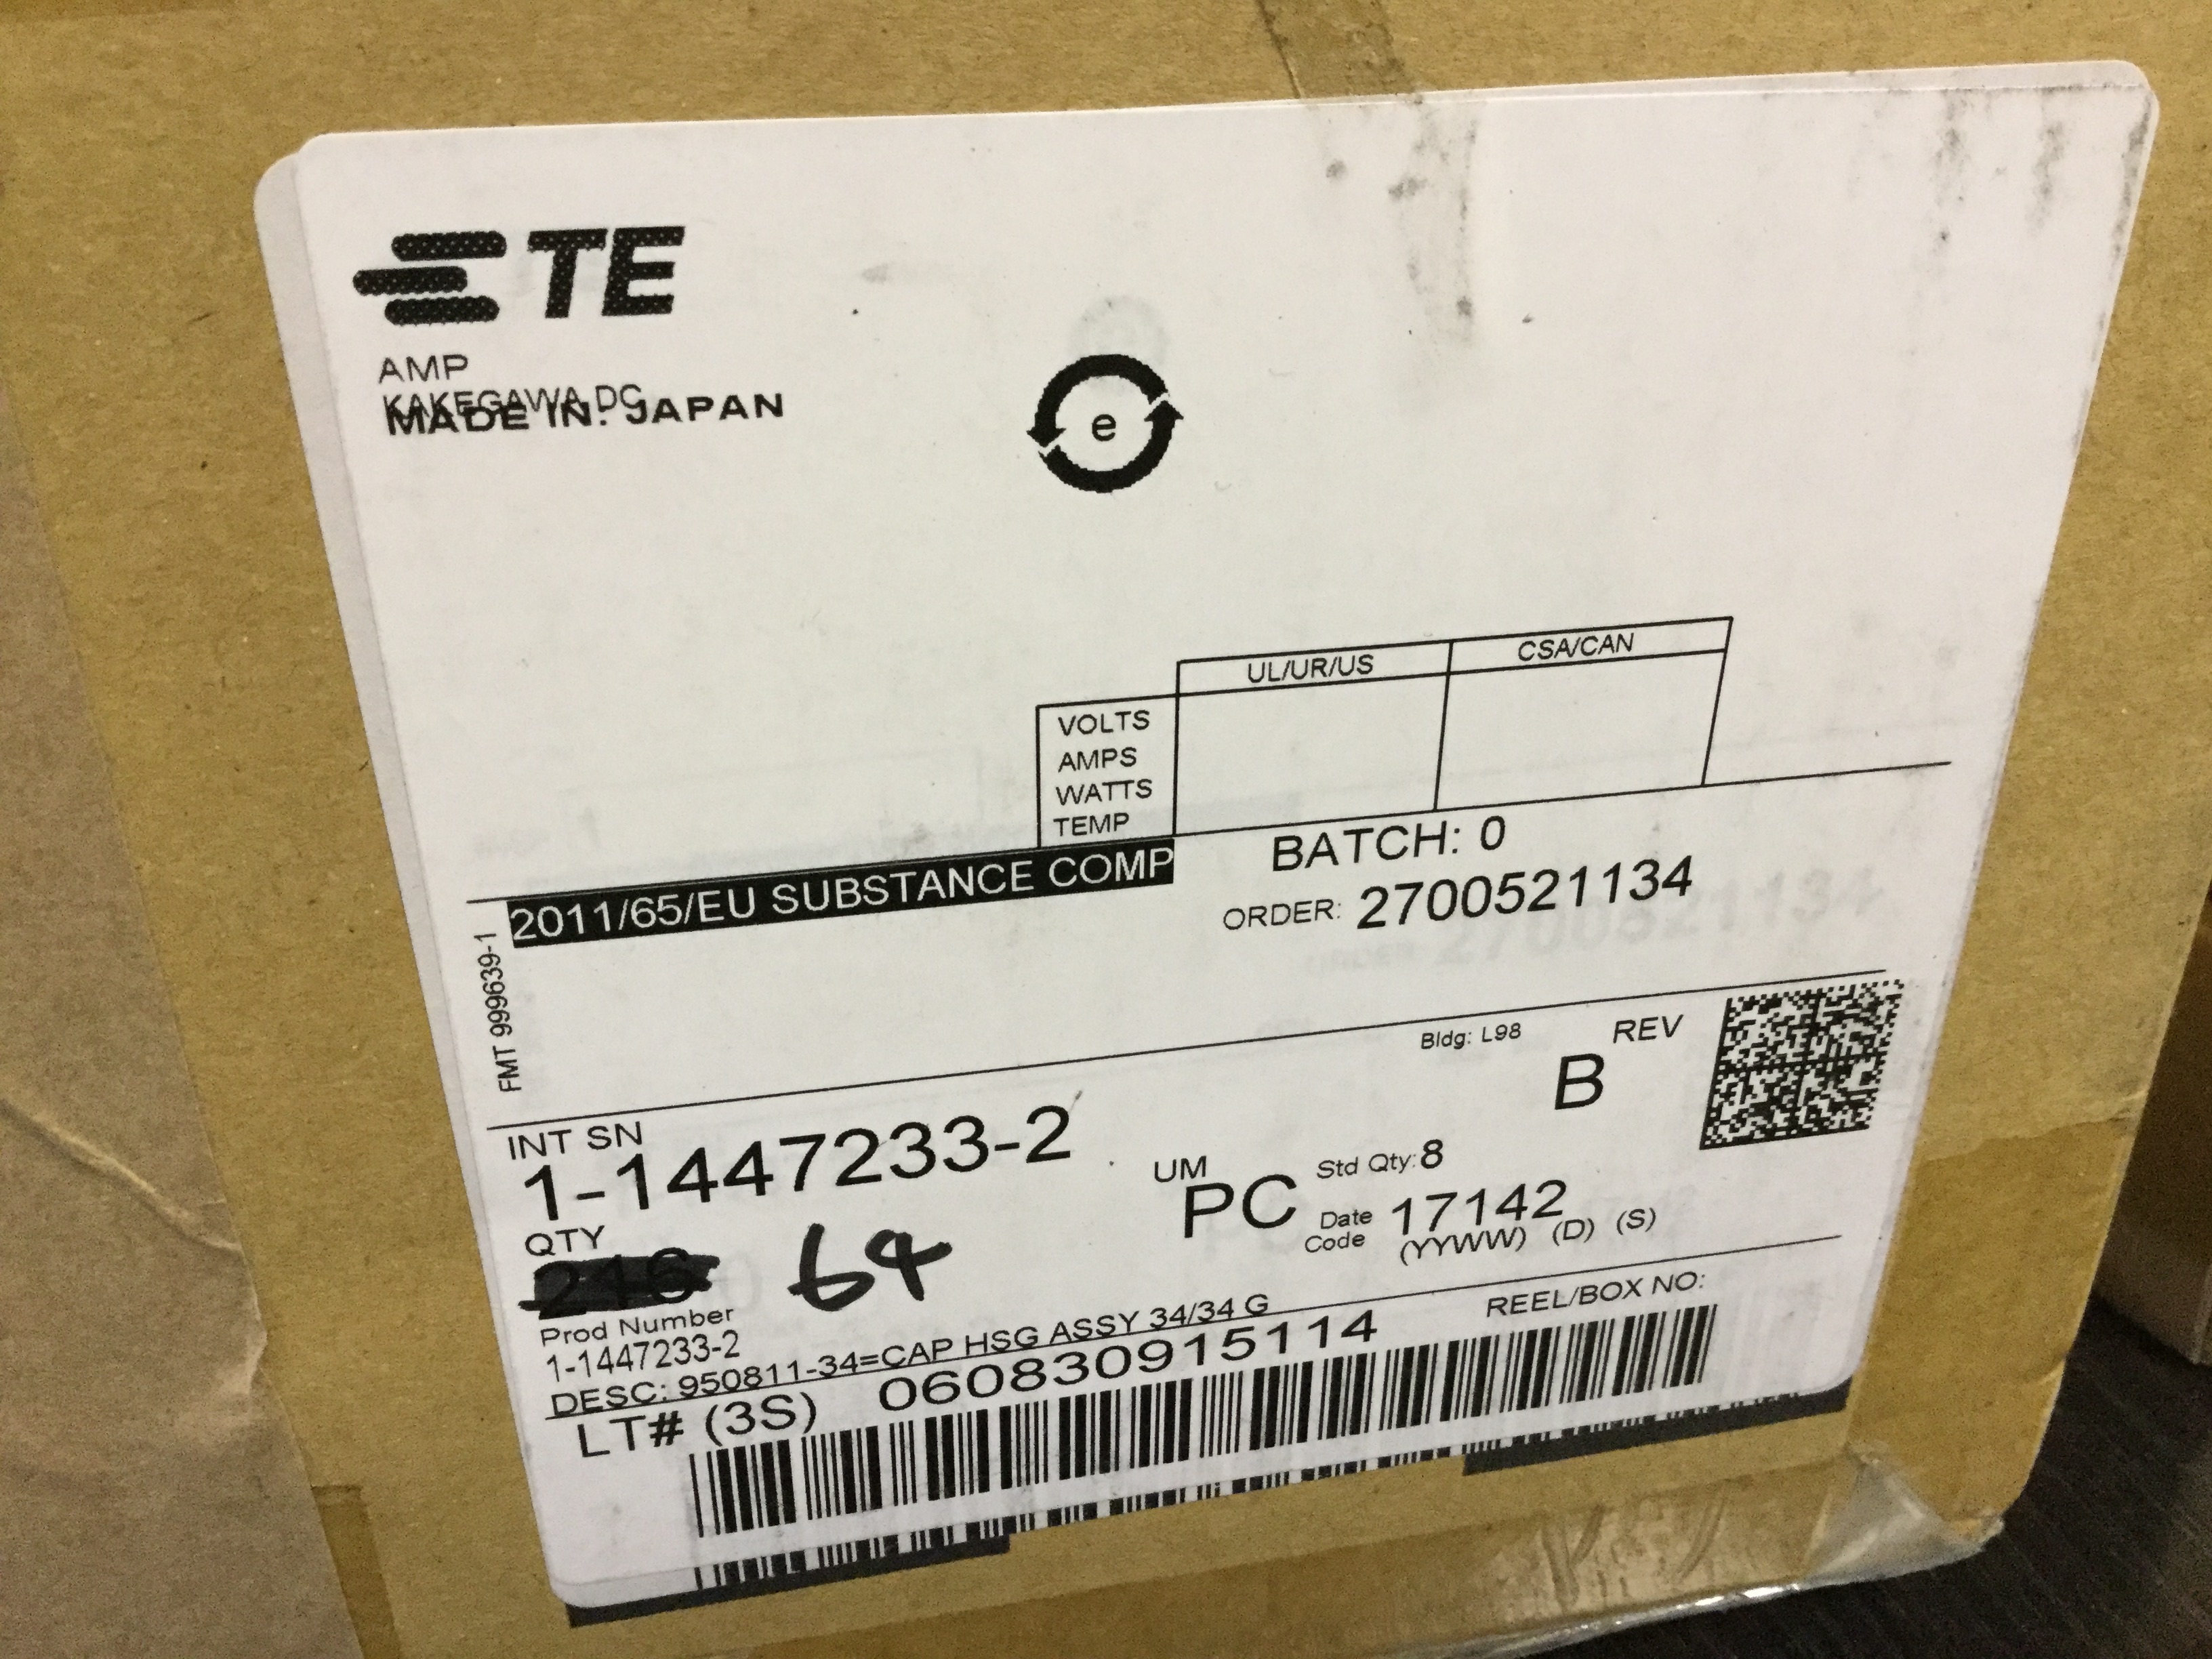 TE
AMP
KAKEGAWA DC
MADE IN: JAPAN
e
UL/UR/US CSA/CAN
VOLTS
AMPS
WATTS
TEMP
2011/65/EU SUBSTANCE COMP
BATCH: 0
ORDER: 2700521134
FMT 9996639-1
Bldg: L98
REV
B
INT SN
1-1447233-2
UM
PC
Std Qty:8
Date Code 17142
(YYWW) (D) (S)
QTY
216 64
Prod Number
1-1447233-2
DESC: 950811-34=CAP HSG ASSY 34/34 G
REEL/BOX NO:
LT# (3S) 060830915114